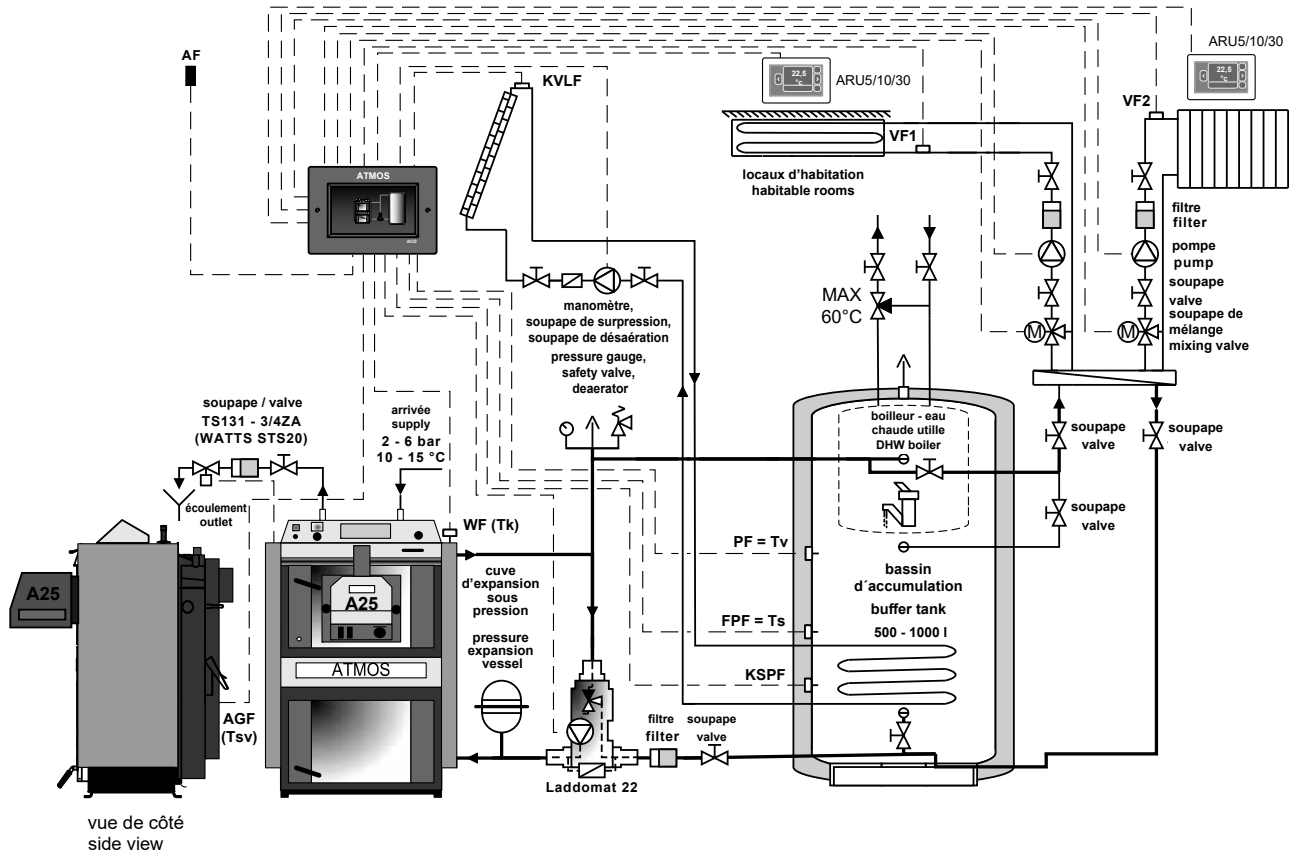 ARU5/10/30
22,5
°C
AF
KVLF
22,5
°C
ARU5/10/30
VF2
VF1
ATMOS
ACD
locaux d'habitation
habitable rooms
filtre
filter
pompe
pump
manomètre,
soupape de surpression,
soupape de désaération
pressure gauge,
safety valve,
deaerator
MAX
60°C
soupape
valve
soupape de
mélange
mixing valve
M
M
soupape / valve
TS131 - 3/4ZA
(WATTS STS20)
arrivée
supply
2 - 6 bar
10 - 15 °C
boilleur - eau
chaude utille
DHW boiler
soupape
valve
soupape
valve
écoulement
outlet
soupape
valve
WF (Tk)
PF = Tv
cuve
d'expansion
sous
pression
pressure
expansion
vessel
bassin
d´accumulation
buffer tank
500 - 1000 l
A25
A25
FPF = Ts
ATMOS
KSPF
AGF
(Tsv)
filtre
filter
soupape
valve
Laddomat 22
vue de côté
side view